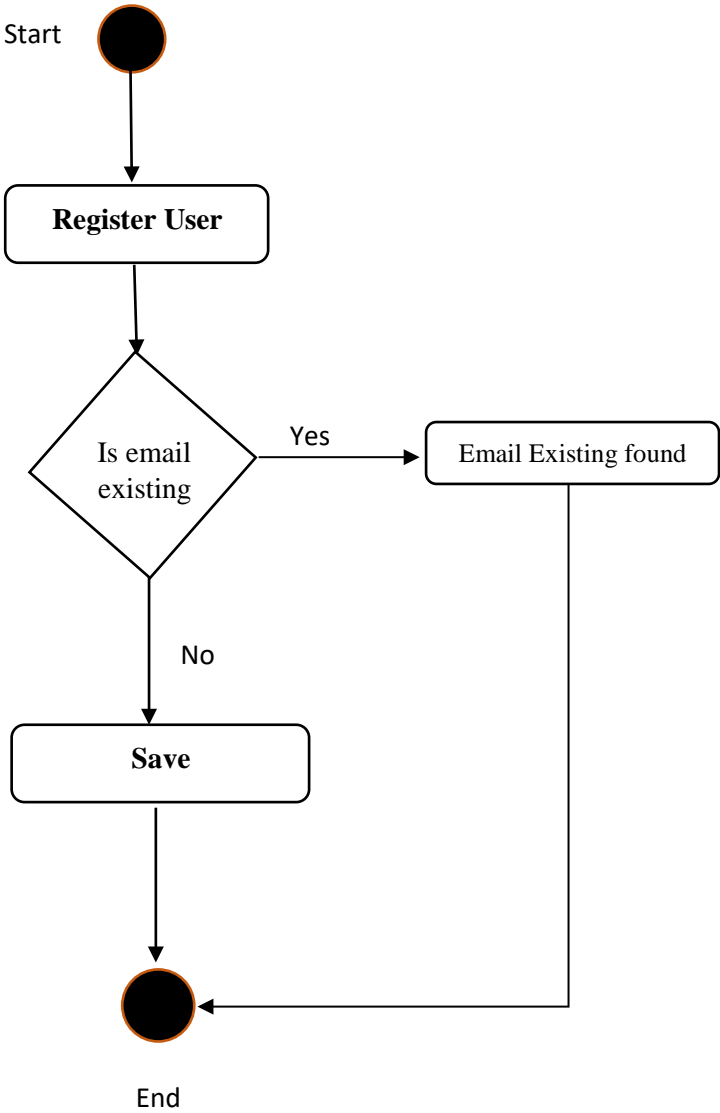 Start
Register User
Is email
existing
Yes
Email Existing found
No
Save
End